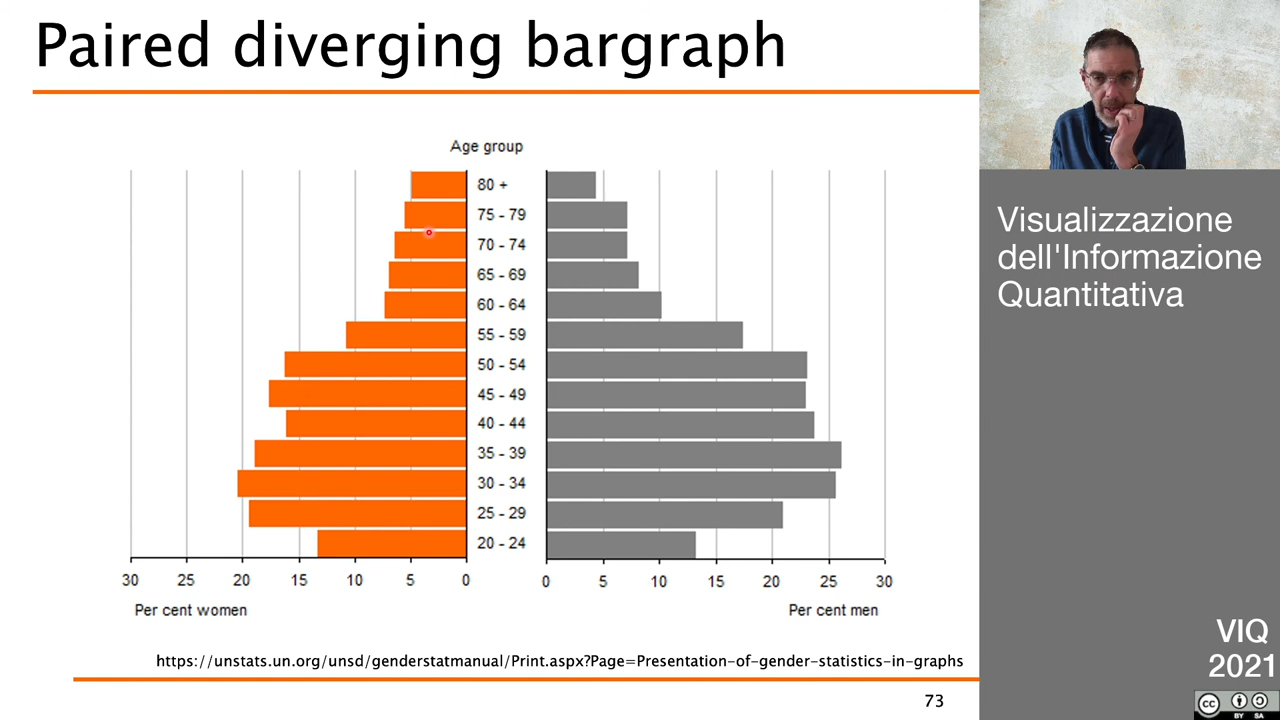 Paired diverging bargraph
Age group
80 +
75 - 79
70 - 74
65 - 69
60 - 64
55 - 59
50 - 54
45 - 49
40 - 44
35 - 39
30 - 34
25 - 29
20 - 24
30 25 20 15 10 5 0
0 5 10 15 20 25 30
Per cent women
Per cent men
https://unstats.un.org/unsd/genderstatmanual/Print.aspx?Page=Presentation-of-gender-statistics-in-graphs
73
Visualizzazione
dell'Informazione
Quantitativa
VIQ
2021
cc
BY SA